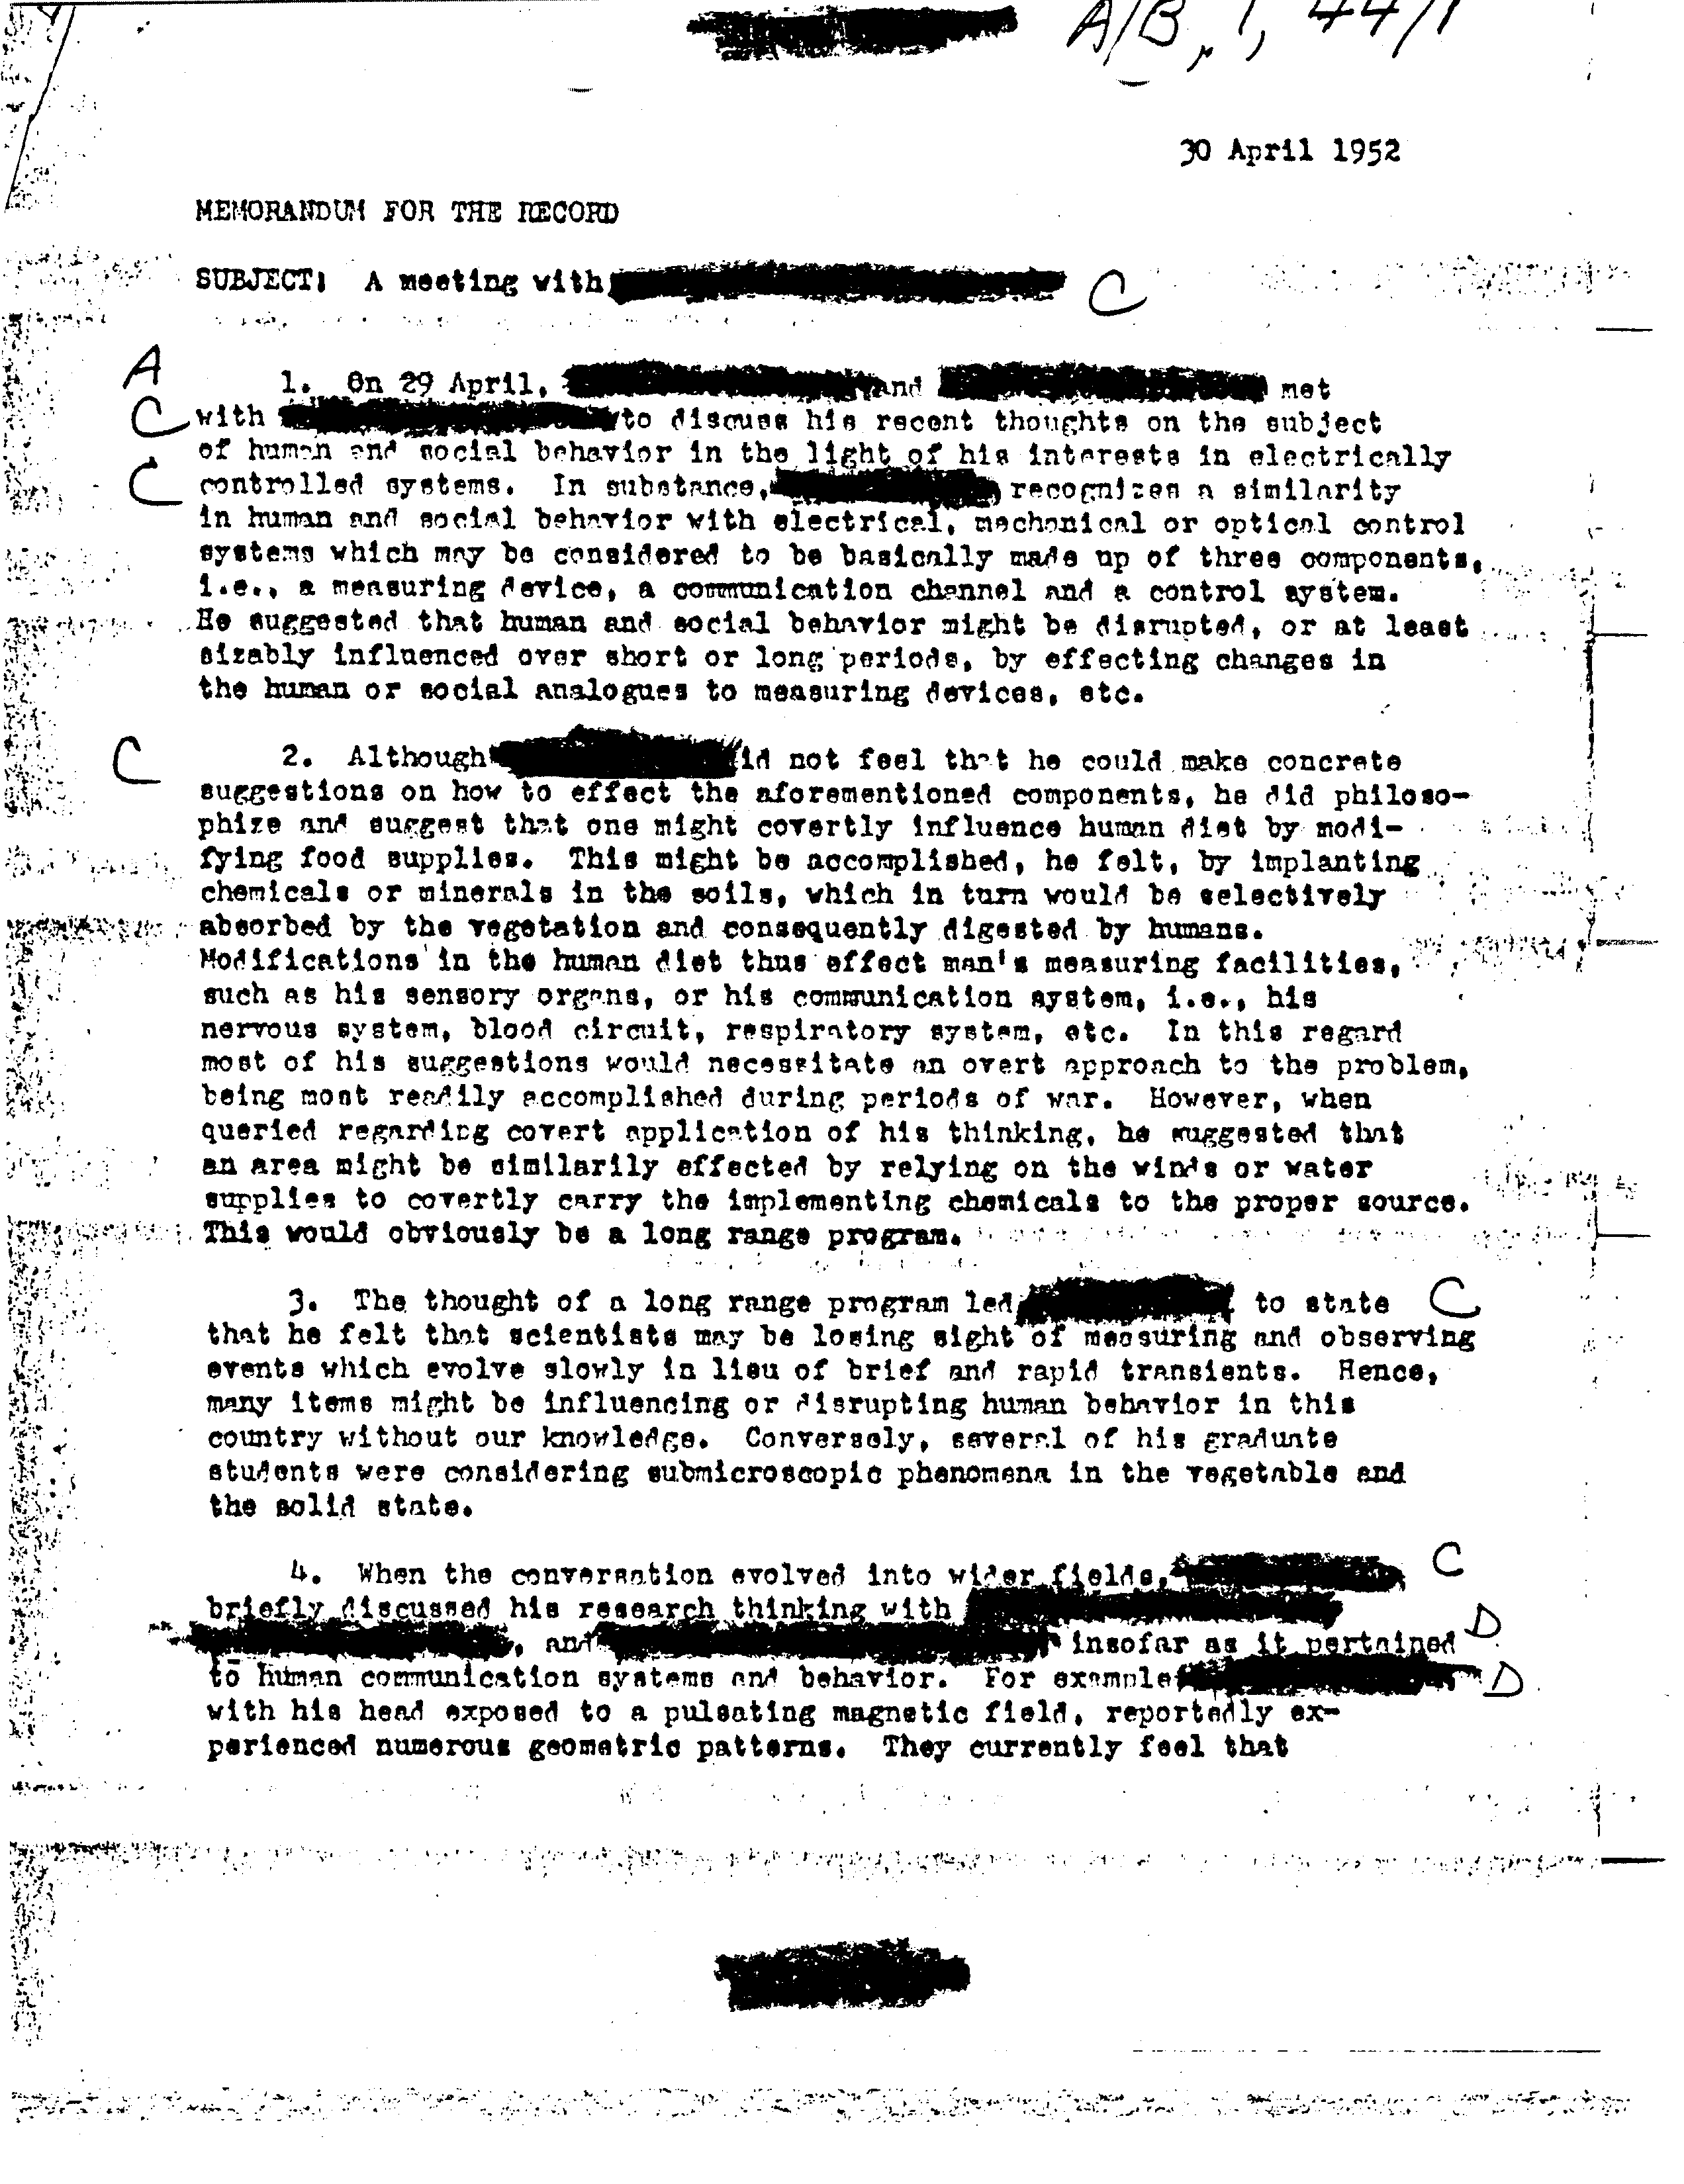 A/B, 1, 44/1
30 April 1952
MEMORANDUM FOR THE RECORD
SUBJECT: A meeting with
C
A
1. On 29 April, and met
C with to discuss his recent thoughts on the subject
of human and social behavior in the light of his interests in electrically
C controlled systems. In substance, recognizes a similarity
in human and social behavior with electrical, mechanical or optical control
systems which may be considered to be basically made up of three components,
i.e., a measuring device, a communication channel and a control system.
He suggested that human and social behavior might be disrupted, or at least
sizably influenced over short or long periods, by effecting changes in
the human or social analogues to measuring devices, etc.
C 2. Although id not feel that he could make concrete
suggestions on how to effect the aforementioned components, he did philoso-
phize and suggest that one might covertly influence human diet by modi-
fying food supplies. This might be accomplished, he felt, by implanting
chemicals or minerals in the soils, which in turn would be selectively
absorbed by the vegetation and consequently digested by humans.
Modifications in the human diet thus effect man's measuring facilities,
such as his sensory organs, or his communication system, i.e., his
nervous system, blood circuit, respiratory system, etc. In this regard
most of his suggestions would necessitate an overt approach to the problem,
being most readily accomplished during periods of war. However, when
queried regarding covert application of his thinking, he suggested that
an area might be similarily effected by relying on the winds or water
supplies to covertly carry the implementing chemicals to the proper source.
This would obviously be a long range program.
3. The thought of a long range program led to state C
that he felt that scientists may be losing sight of measuring and observing
events which evolve slowly in lieu of brief and rapid transients. Hence,
many items might be influencing or disrupting human behavior in this
country without our knowledge. Conversely, several of his graduate
students were considering submicroscopic phenomena in the vegetable and
the solid state.
4. When the conversation evolved into wider fields, C
briefly discussed his research thinking with
, and insofar as it pertained D
to human communication systems and behavior. For example D
with his head exposed to a pulsating magnetic field, reportedly ex-
perienced numerous geometric patterns. They currently feel that